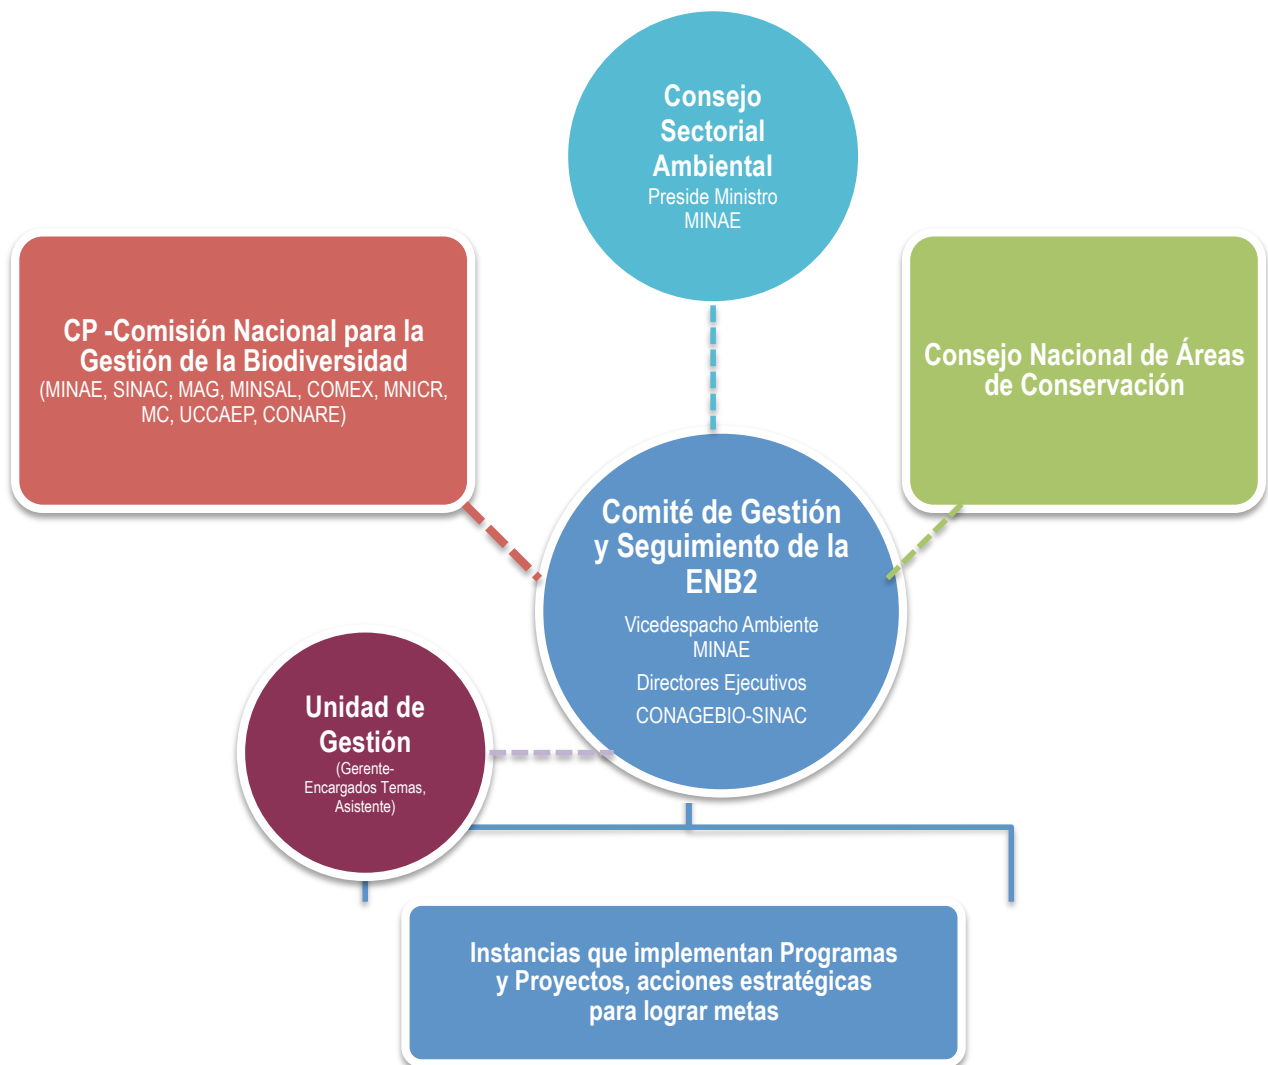 Consejo
Sectorial
Ambiental
Preside Ministro
MINAE
CP -Comisión Nacional para la
Gestión de la Biodiversidad
(MINAE, SINAC, MAG, MINSAL, COMEX, MNICR,
MC, UCCAEP, CONARE)
Consejo Nacional de Áreas
de Conservación
Comité de Gestión
y Seguimiento de la
ENB2
Vicedespacho Ambiente
MINAE
Directores Ejecutivos
CONAGEBIO-SINAC
Unidad de
Gestión
(Gerente-
Encargados Temas,
Asistente)
Instancias que implementan Programas
y Proyectos, acciones estratégicas
para lograr metas